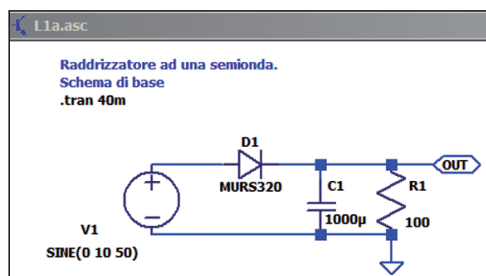 L1a.asc
Raddrizzatore ad una semionda.
Schema di base
.tran 40m
D1
MURS320
OUT
C1
R1
1000µ
100
V1
SINE(0 10 50)